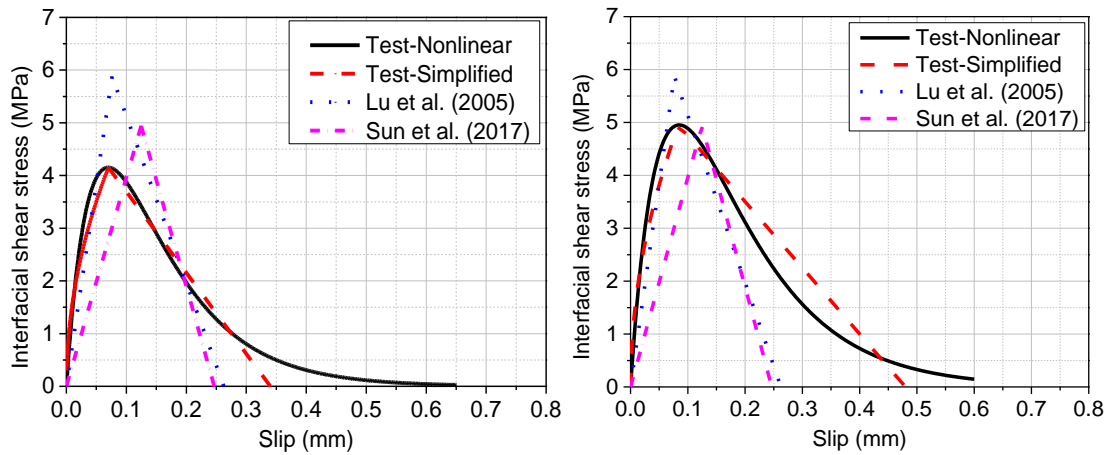 7
6
5
4
3
2
1
0
Interfacial shear stress (MPa)
Test-Nonlinear
Test-Simplified
Lu et al. (2005)
Sun et al. (2017)
0.0 0.1 0.2 0.3 0.4 0.5 0.6 0.7 0.8
Slip (mm)
7
6
5
4
3
2
1
0
Interfacial shear stress (MPa)
Test-Nonlinear
Test-Simplified
Lu et al. (2005)
Sun et al. (2017)
0.0 0.1 0.2 0.3 0.4 0.5 0.6 0.7 0.8
Slip (mm)